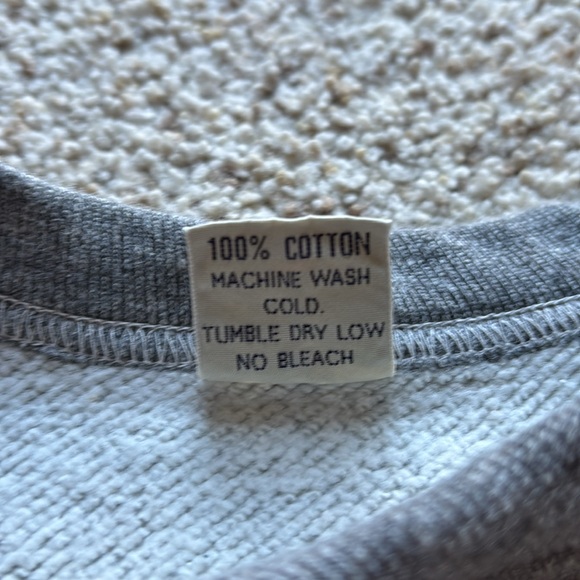 100% COTTON
MACHINE WASH
COLD.
TUMBLE DRY LOW
NO BLEACH